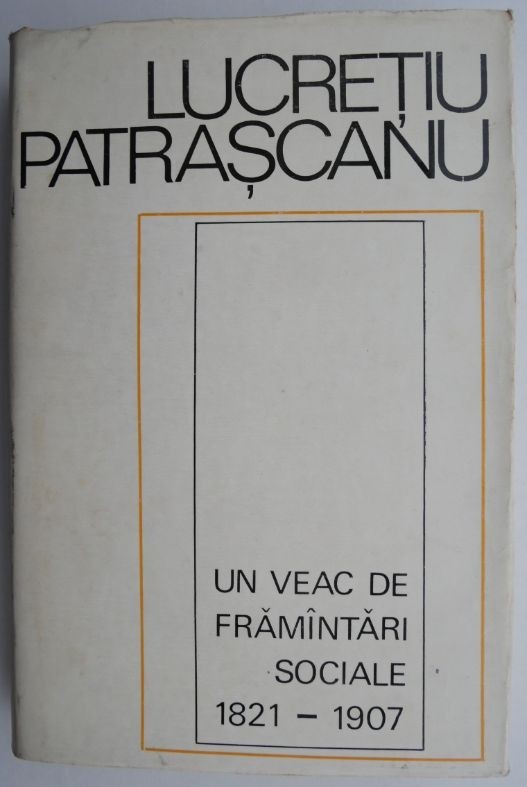 LUCREȚIU
PATRAȘCANU
UN VEAC DE
FRĂMÎNTĂRI
SOCIALE
1821 – 1907